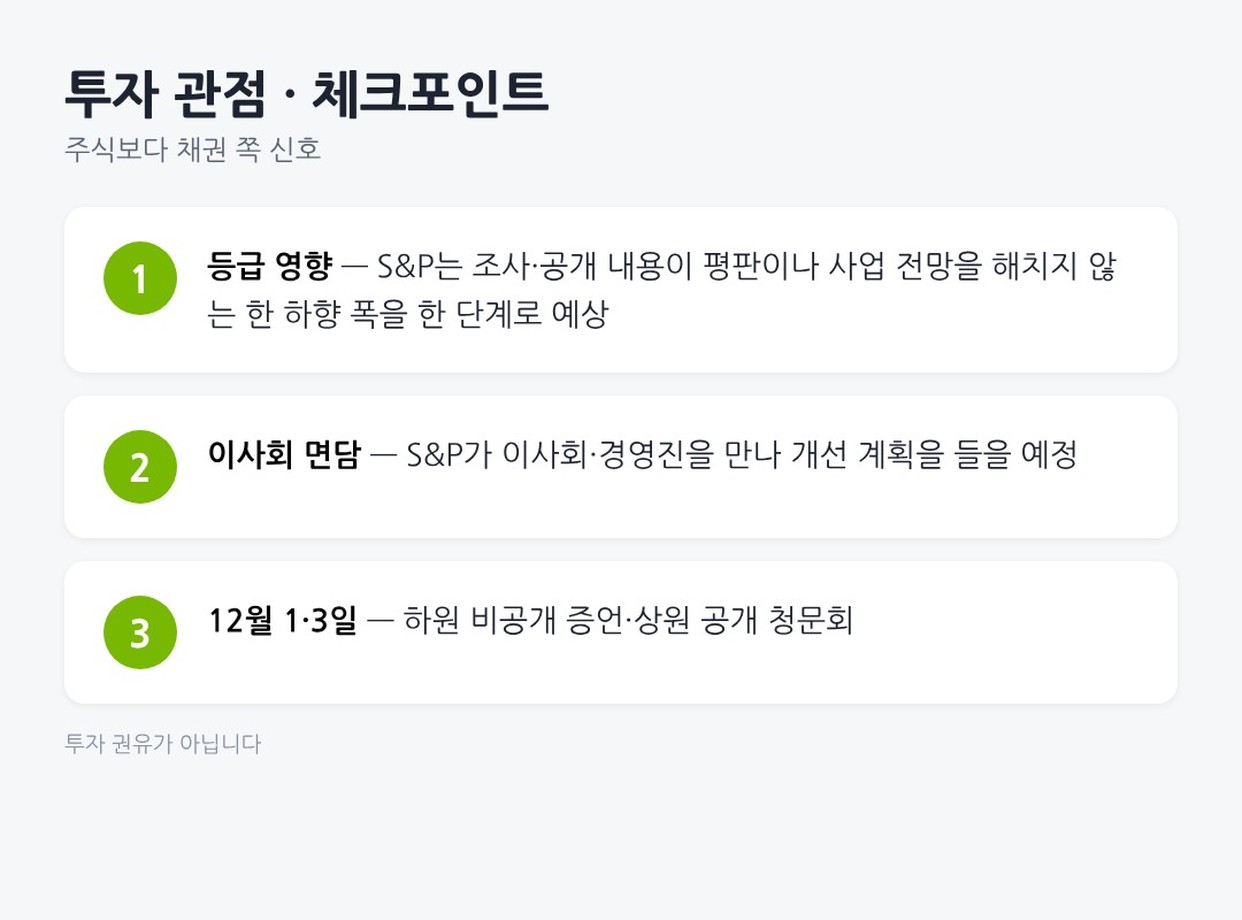 투자 관점 · 체크포인트
주식보다 채권 쪽 신호
1
등급 영향 — S&P는 조사·공개 내용이 평판이나 사업 전망을 해치지 않
는 한 하향 폭을 한 단계로 예상
2
이사회 면담 — S&P가 이사회·경영진을 만나 개선 계획을 들을 예정
3
12월 1·3일 — 하원 비공개 증언·상원 공개 청문회
투자 권유가 아닙니다